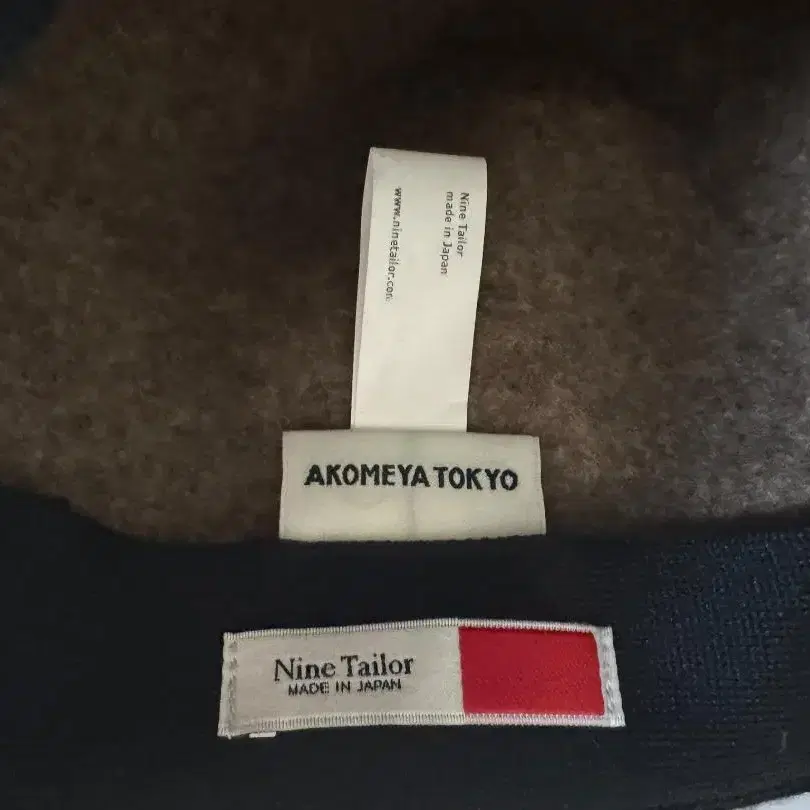 Nine Tailor
made in Japan
www.ninetailor.com
AKOMEYA TOKYO
Nine Tailor
MADE IN JAPAN